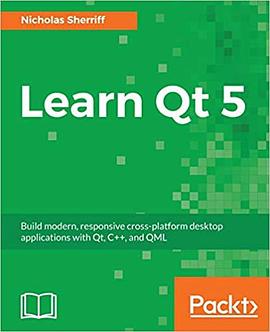 Nicholas Sherriff
Learn Qt 5
Build modern, responsive cross-platform desktop
applications with Qt, C++, and QML
Packt>